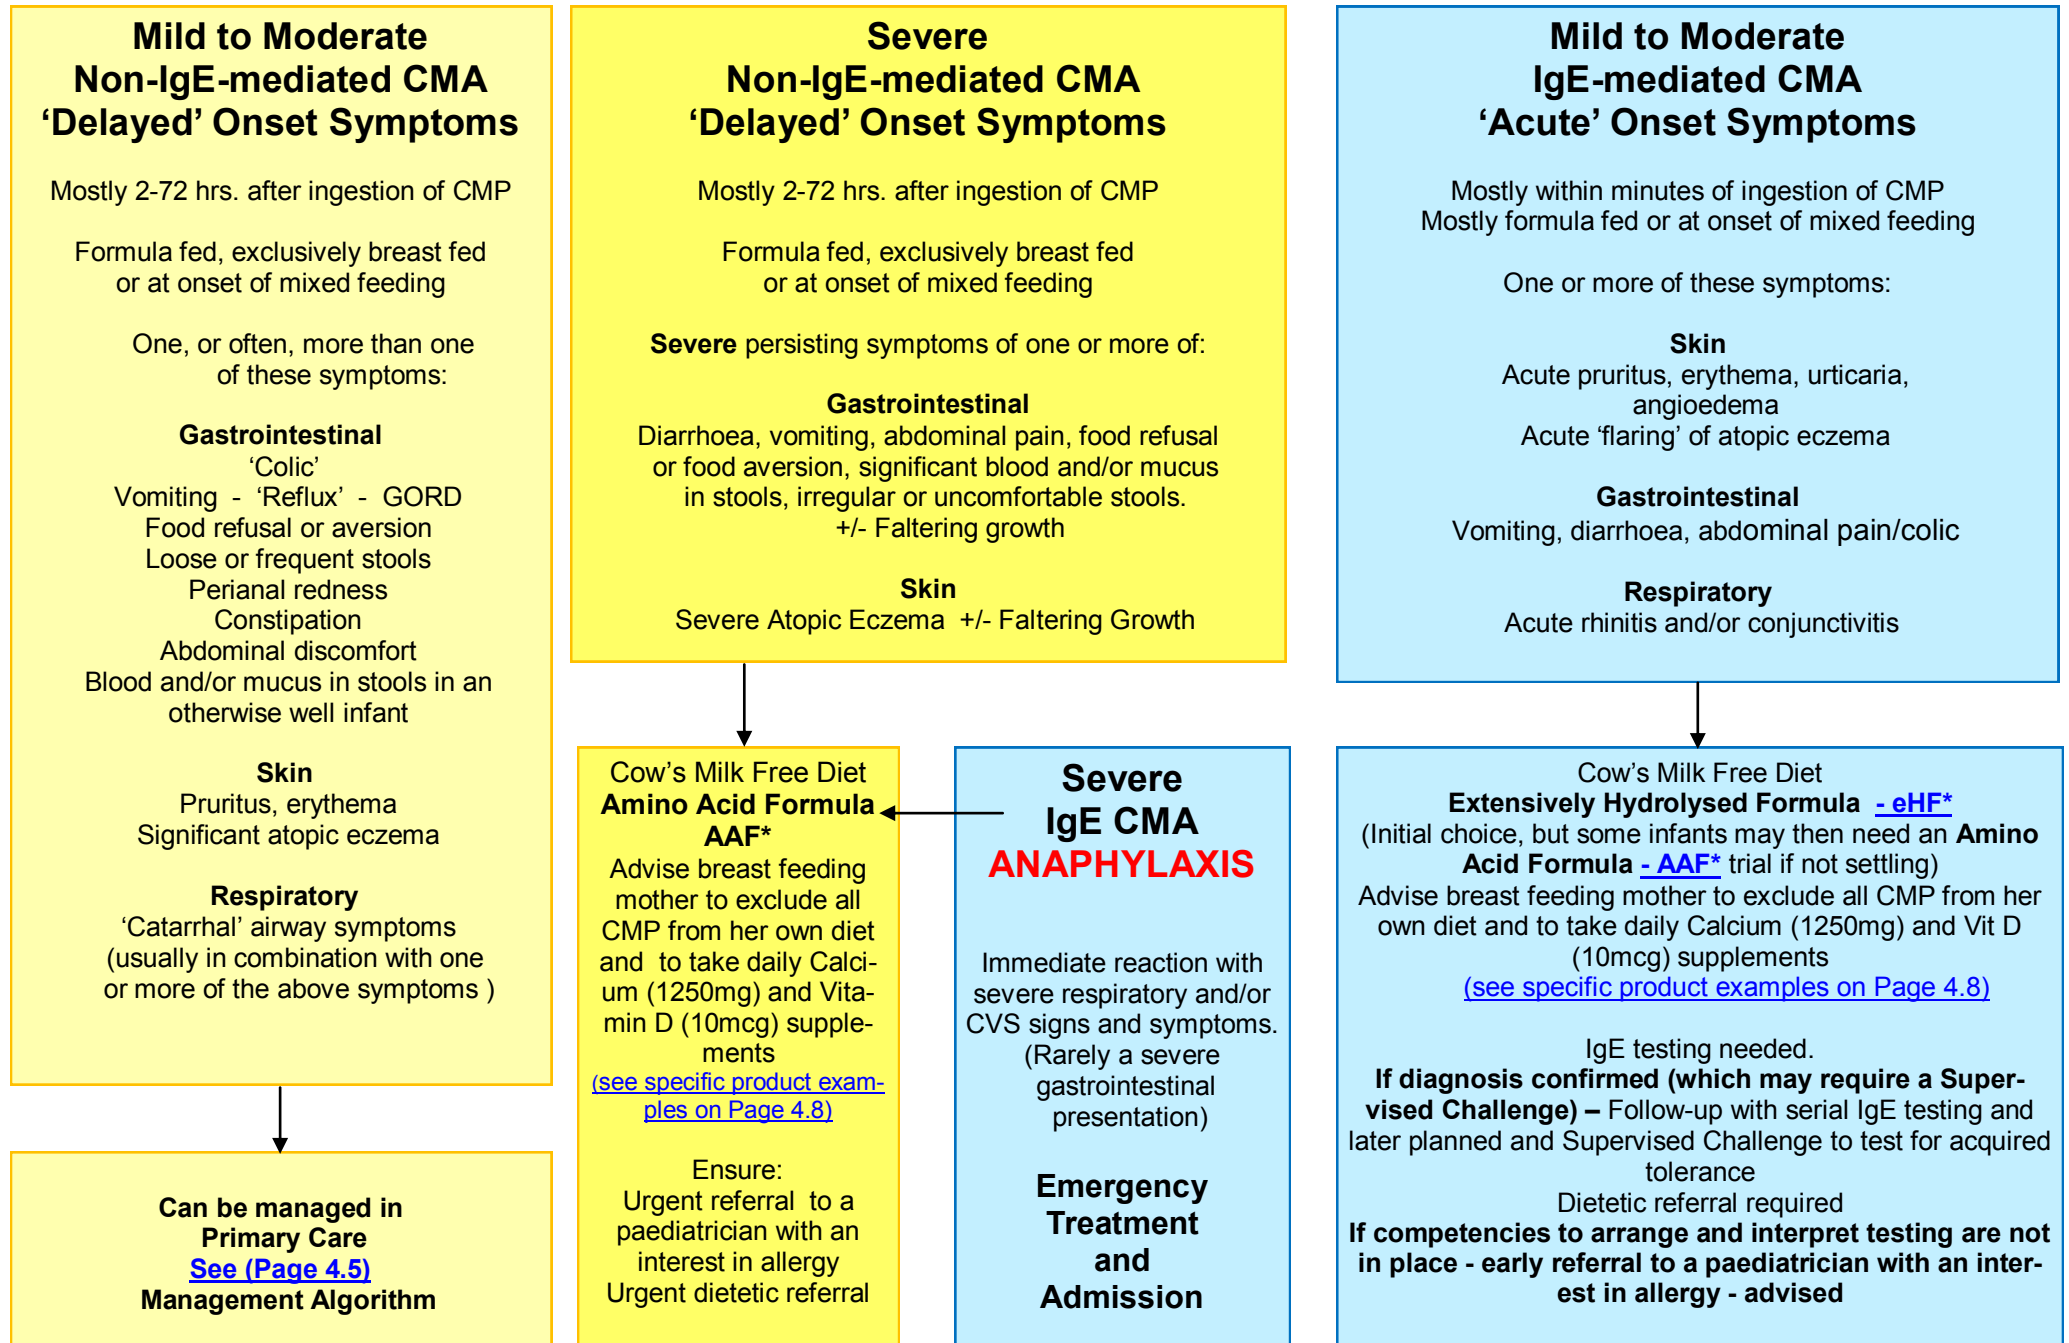 Mild to Moderate
Non-IgE-mediated CMA
‘Delayed’ Onset Symptoms
Mostly 2-72 hrs. after ingestion of CMP
Formula fed, exclusively breast fed
or at onset of mixed feeding
One, or often, more than one
of these symptoms:
Gastrointestinal
‘Colic’
Vomiting - ‘Reflux’ - GORD
Food refusal or aversion
Loose or frequent stools
Perianal redness
Constipation
Abdominal discomfort
Blood and/or mucus in stools in an
otherwise well infant
Skin
Pruritus, erythema
Significant atopic eczema
Respiratory
‘Catarrhal’ airway symptoms
(usually in combination with one
or more of the above symptoms )
Can be managed in
Primary Care
See (Page 4.5)
Management Algorithm
Severe
Non-IgE-mediated CMA
‘Delayed’ Onset Symptoms
Mostly 2-72 hrs. after ingestion of CMP
Formula fed, exclusively breast fed
or at onset of mixed feeding
Severe persisting symptoms of one or more of:
Gastrointestinal
Diarrhoea, vomiting, abdominal pain, food refusal
or food aversion, significant blood and/or mucus
in stools, irregular or uncomfortable stools.
+/- Faltering growth
Skin
Severe Atopic Eczema +/- Faltering Growth
Cow’s Milk Free Diet
Amino Acid Formula
AAF*
Advise breast feeding
mother to exclude all
CMP from her own diet
and to take daily Calci-
um (1250mg) and Vita-
min D (10mcg) supple-
ments
(see specific product exam-
ples on Page 4.8)
Ensure:
Urgent referral to a
paediatrician with an
interest in allergy
Urgent dietetic referral
Severe
IgE CMA
ANAPHYLAXIS
Immediate reaction with
severe respiratory and/or
CVS signs and symptoms.
(Rarely a severe
gastrointestinal
presentation)
Emergency
Treatment
and
Admission
Mild to Moderate
IgE-mediated CMA
‘Acute’ Onset Symptoms
Mostly within minutes of ingestion of CMP
Mostly formula fed or at onset of mixed feeding
One or more of these symptoms:
Skin
Acute pruritus, erythema, urticaria,
angioedema
Acute ‘flaring’ of atopic eczema
Gastrointestinal
Vomiting, diarrhoea, abdominal pain/colic
Respiratory
Acute rhinitis and/or conjunctivitis
Cow’s Milk Free Diet
Extensively Hydrolysed Formula - eHF*
(Initial choice, but some infants may then need an Amino
Acid Formula - AAF* trial if not settling)
Advise breast feeding mother to exclude all CMP from her
own diet and to take daily Calcium (1250mg) and Vit D
(10mcg) supplements
(see specific product examples on Page 4.8)
IgE testing needed.
If diagnosis confirmed (which may require a Super-
vised Challenge) – Follow-up with serial IgE testing and
later planned and Supervised Challenge to test for acquired
tolerance
Dietetic referral required
If competencies to arrange and interpret testing are not
in place - early referral to a paediatrician with an inter-
est in allergy - advised